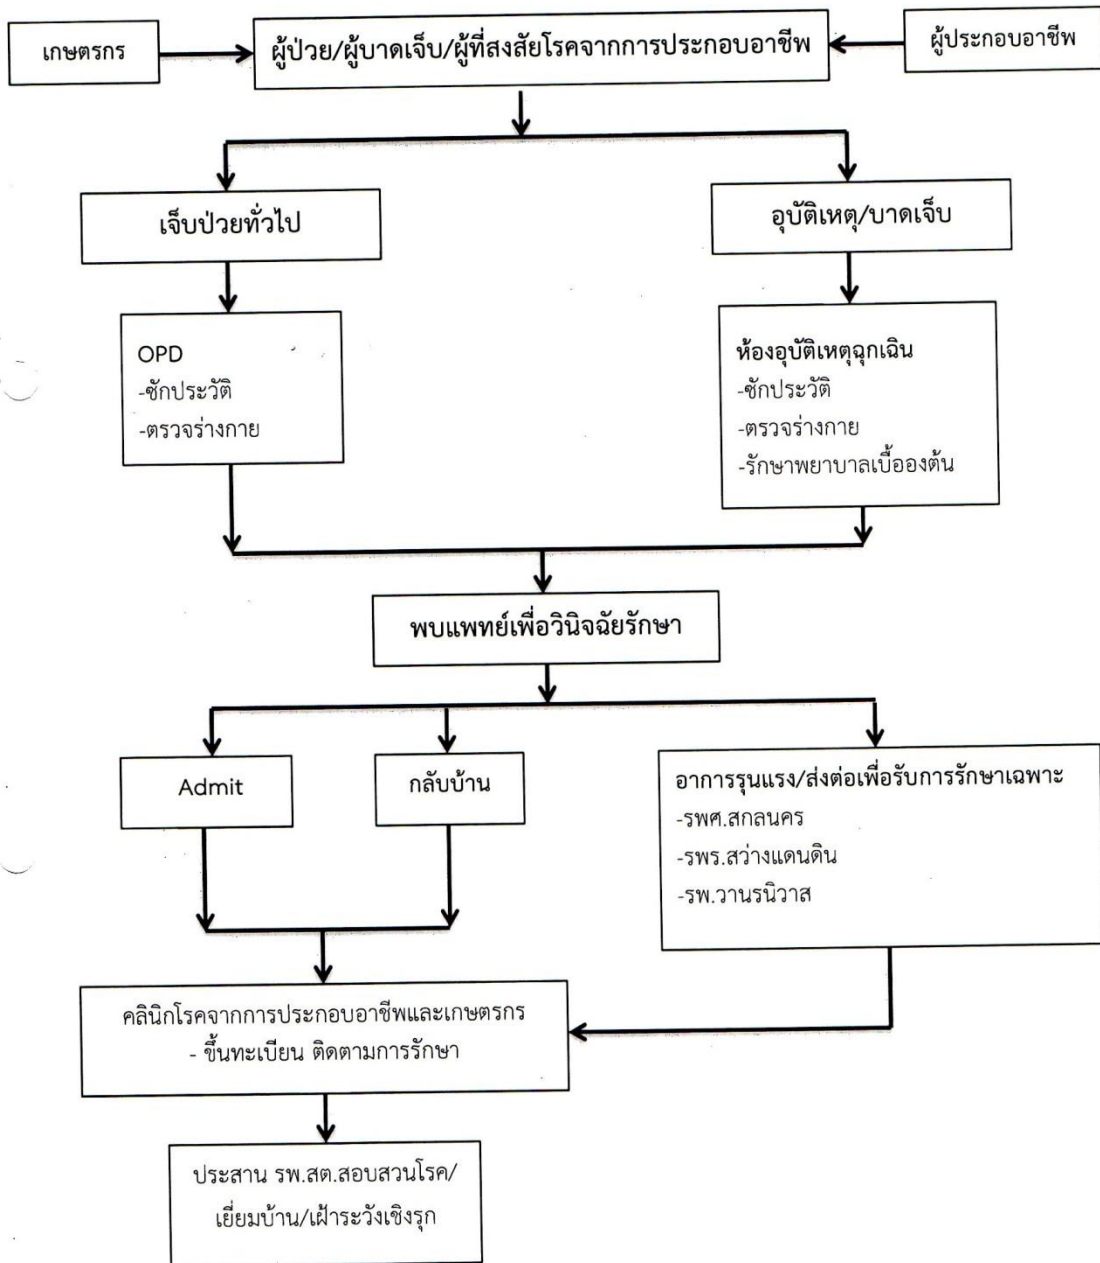 เกษตรกร
ผู้ป่วย/ผู้บาดเจ็บ/ผู้ที่สงสัยโรคจากการประกอบอาชีพ
ผู้ประกอบอาชีพ
เจ็บป่วยทั่วไป
อุบัติเหตุ/บาดเจ็บ
OPD
-ซักประวัติ
-ตรวจร่างกาย
ห้องอุบัติเหตุฉุกเฉิน
-ซักประวัติ
-ตรวจร่างกาย
-รักษาพยาบาลเบื้อองต้น
พบแพทย์เพื่อวินิจฉัยรักษา
Admit
กลับบ้าน
อาการรุนแรง/ส่งต่อเพื่อรับการรักษาเฉพาะ
-รพศ.สกลนคร
-รพร.สว่างแดนดิน
-รพ.วานรนิวาส
คลินิกโรคจากการประกอบอาชีพและเกษตรกร
- ขึ้นทะเบียน ติดตามการรักษา
ประสาน รพ.สต.สอบสวนโรค/
เยี่ยมบ้าน/เฝ้าระวังเชิงรุก